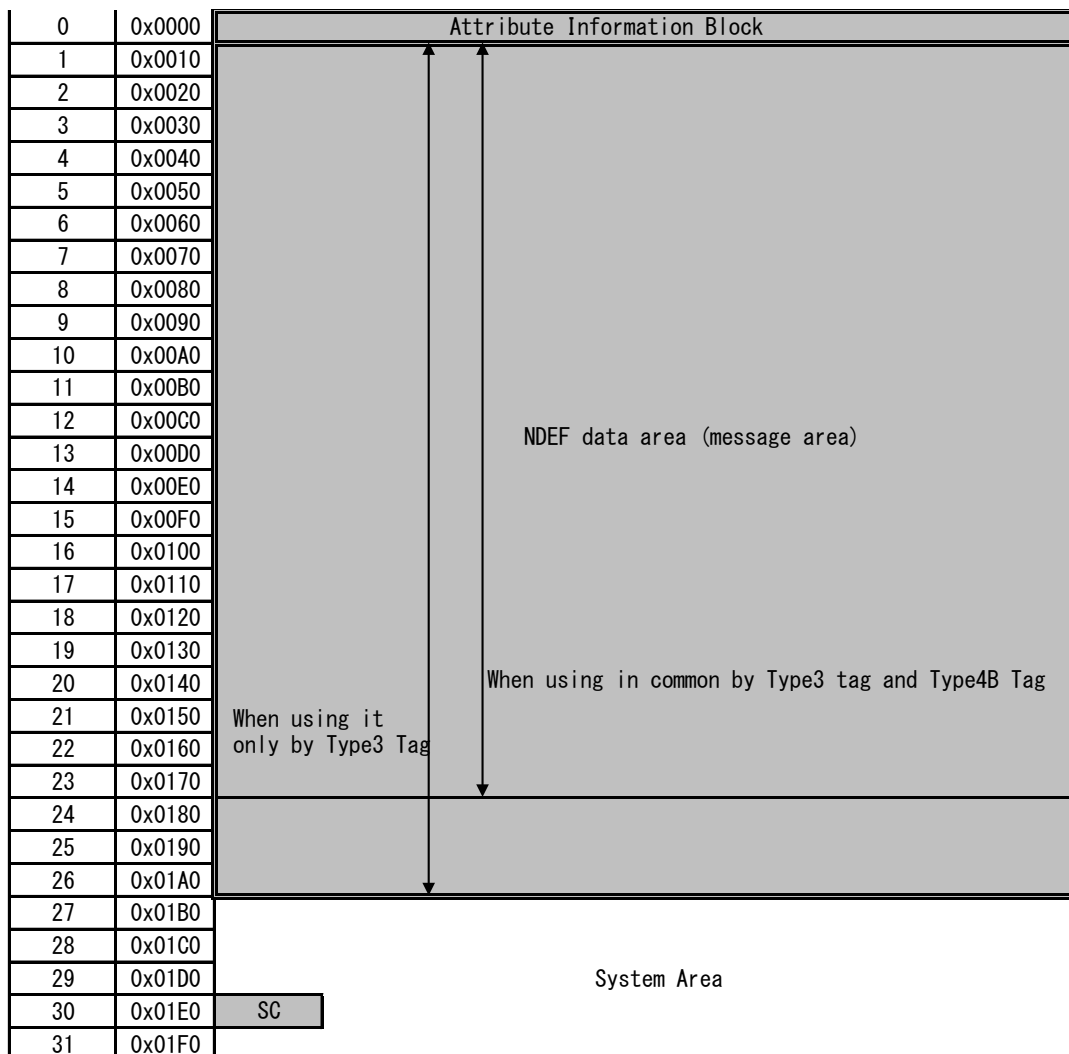 0 0x0000 Attribute Information Block
1 0x0010
2 0x0020
3 0x0030
4 0x0040
5 0x0050
6 0x0060
7 0x0070
8 0x0080
9 0x0090
10 0x00A0
11 0x00B0
12 0x00C0
NDEF data area (message area)
13 0x00D0
14 0x00E0
15 0x00F0
16 0x0100
17 0x0110
18 0x0120
19 0x0130
20 0x0140 When using in common by Type3 tag and Type4B Tag
21 0x0150 When using it
22 0x0160 only by Type3 Tag
23 0x0170
24 0x0180
25 0x0190
26 0x01A0
27 0x01B0
28 0x01C0
29 0x01D0 System Area
30 0x01E0 SC
31 0x01F0